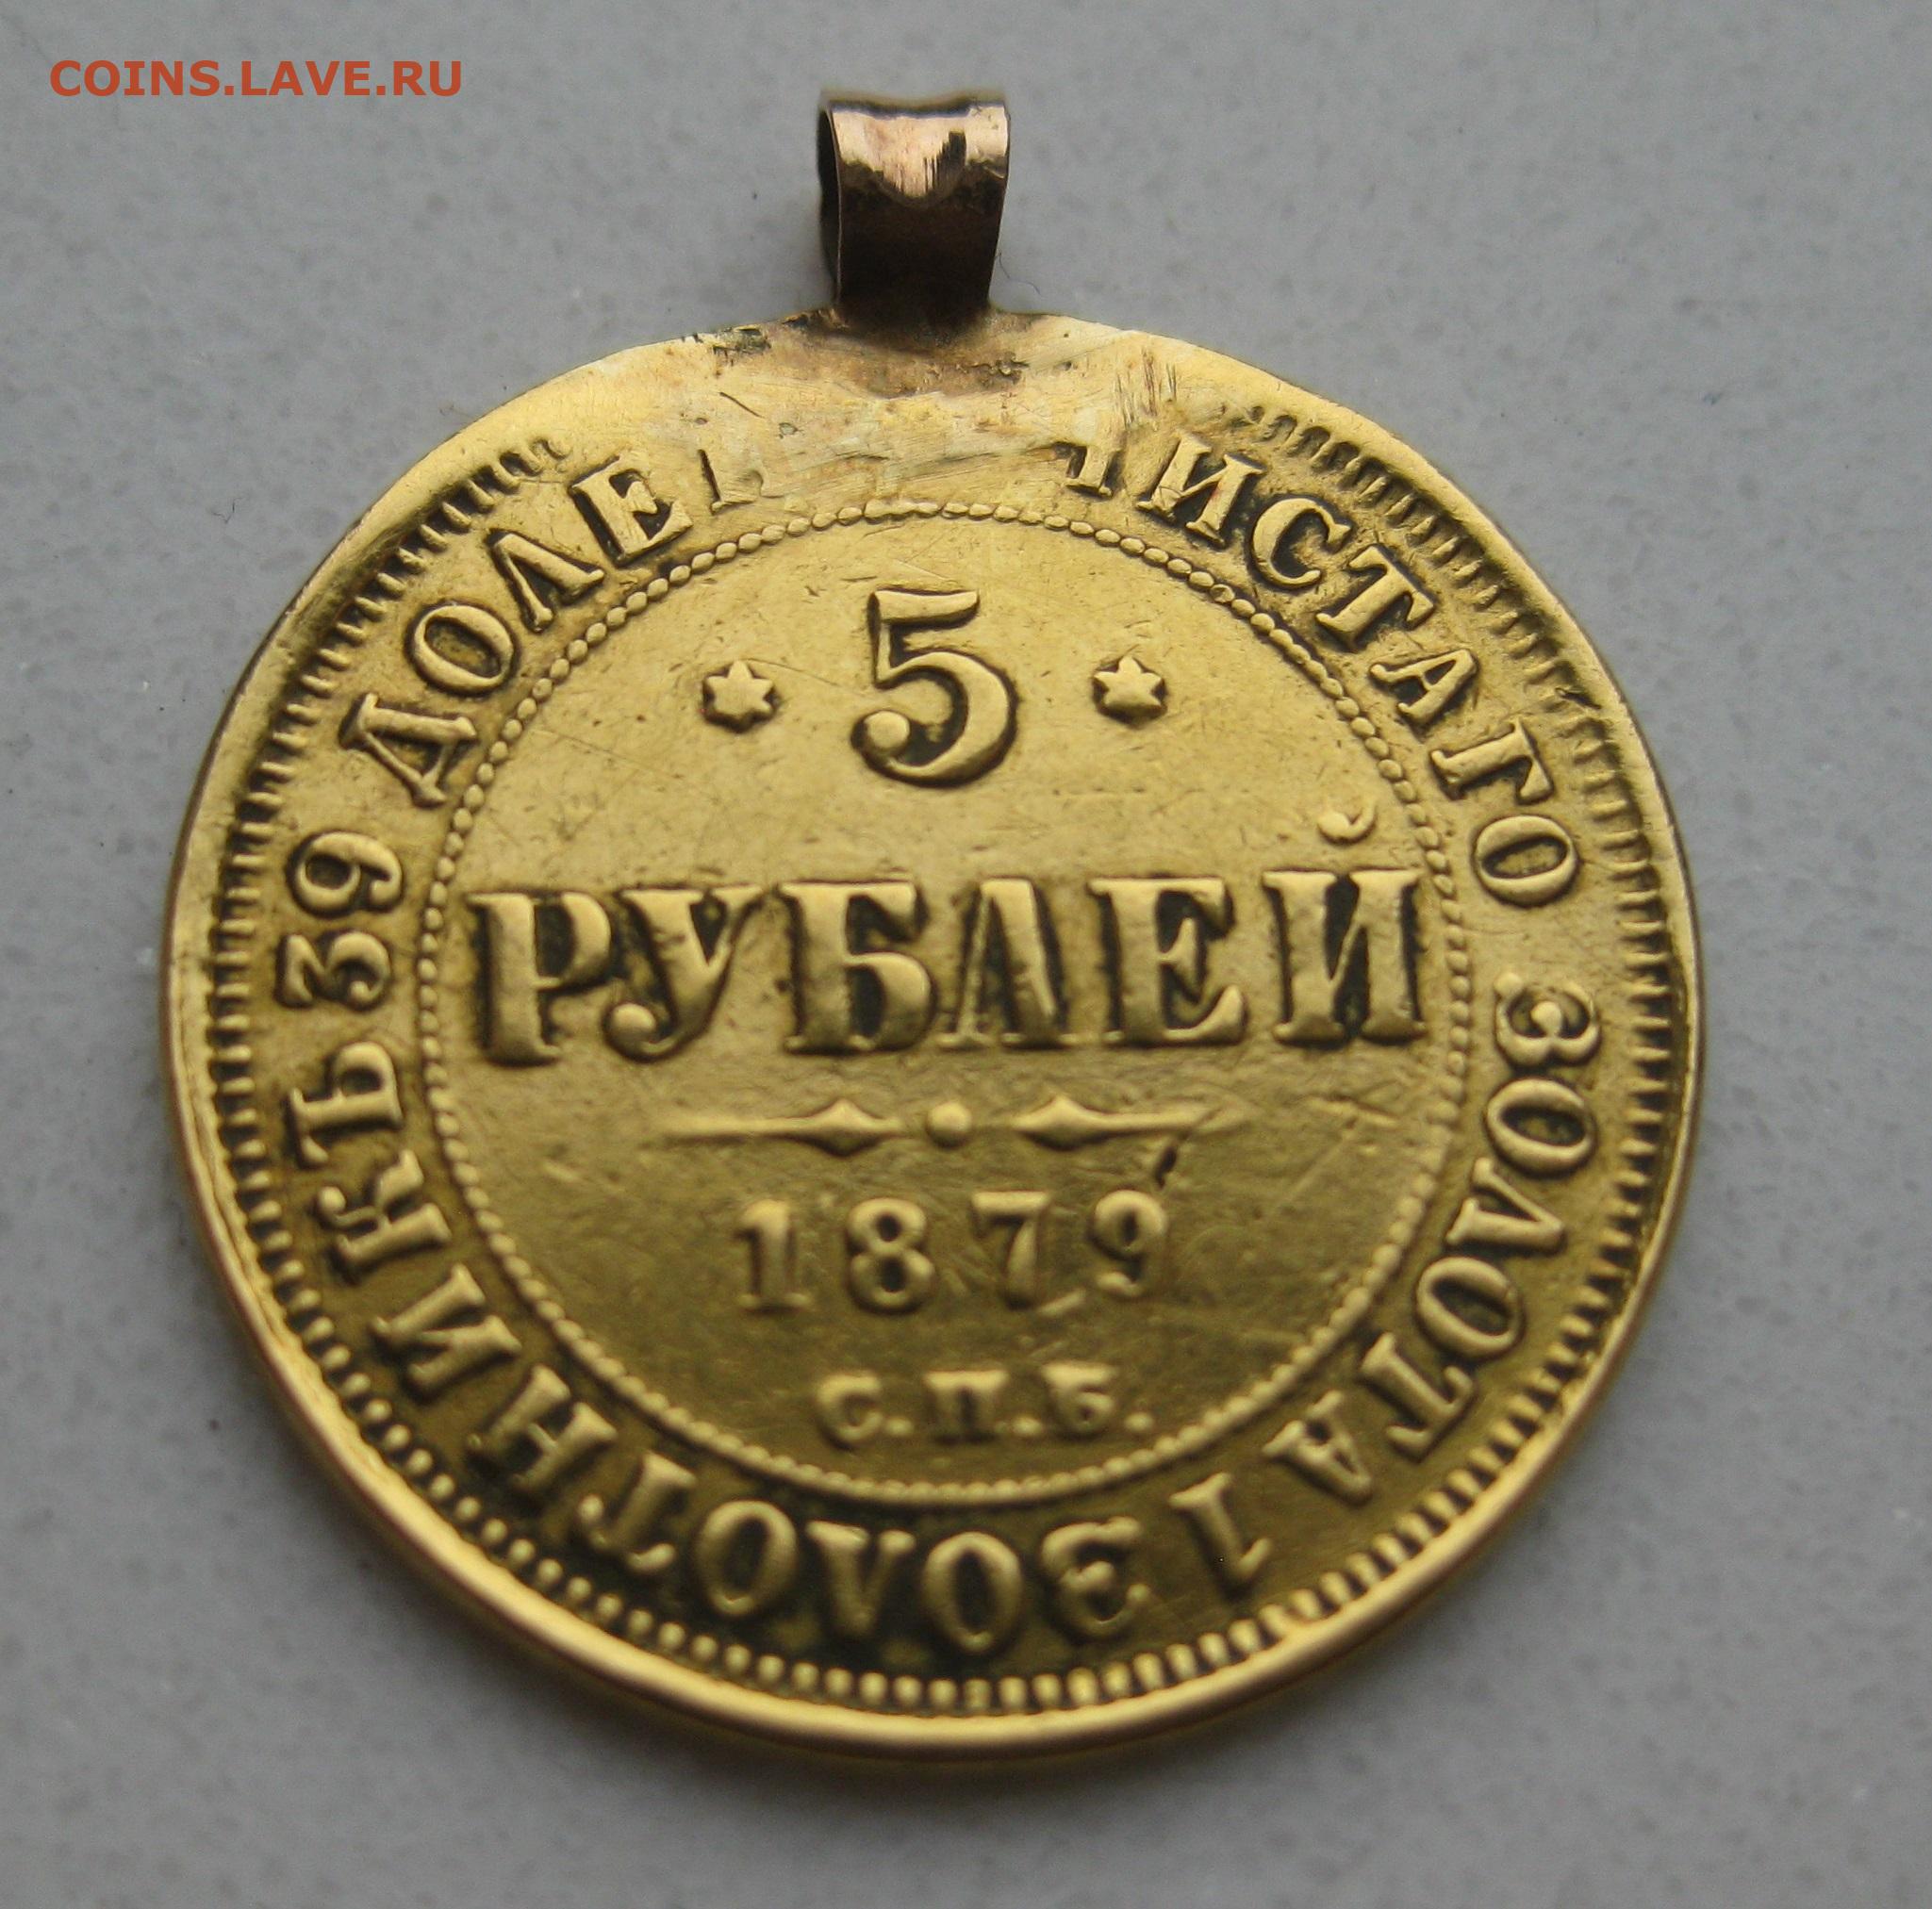 COINS.LAVE.RU
ЧИСТАГО ЗОЛОТА 1 ЗОЛОТНИКЪ 39 ДОЛЕЙ
5
РУБЛЕЙ
1879
С.П.Б.